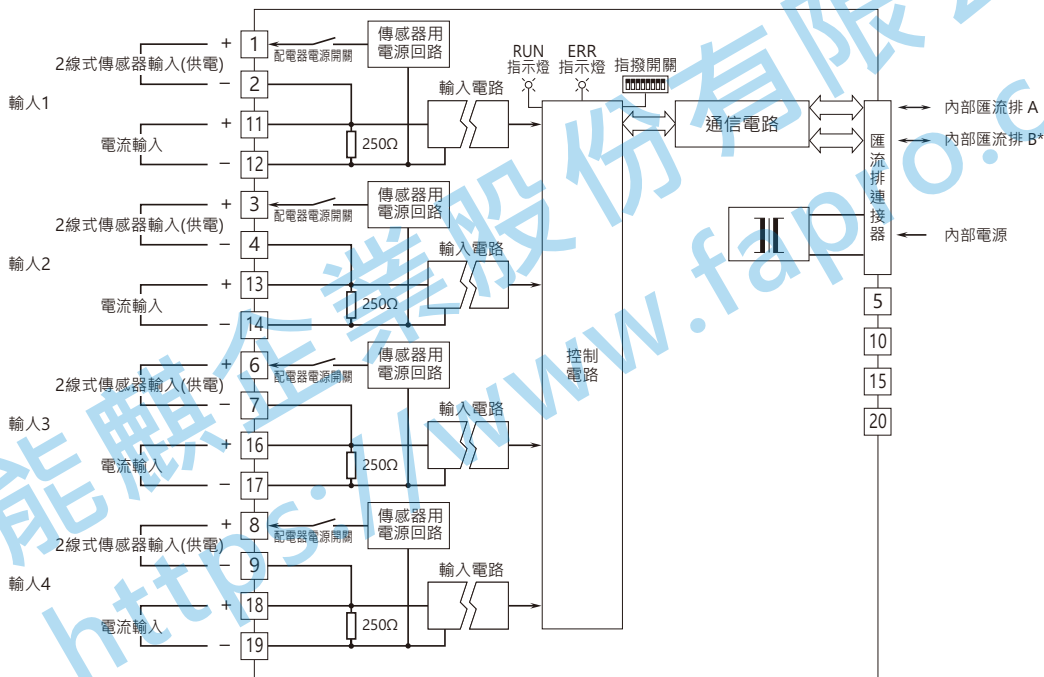 輸人1
2線式傳感器輸入(供電)
+ 1
− 2
配電器電源開關
傳感器用
電源回路
電流輸入
+ 11
− 12
250Ω
輸入電路
輸人2
2線式傳感器輸入(供電)
+ 3
− 4
配電器電源開關
傳感器用
電源回路
電流輸入
+ 13
− 14
250Ω
輸入電路
輸人3
2線式傳感器輸入(供電)
+ 6
− 7
配電器電源開關
傳感器用
電源回路
電流輸入
+ 16
− 17
250Ω
輸入電路
輸人4
2線式傳感器輸入(供電)
+ 8
− 9
配電器電源開關
傳感器用
電源回路
電流輸入
+ 18
− 19
250Ω
輸入電路
RUN
指示燈
ERR
指示燈
指撥開關
控制
電路
通信電路
匯流排連接器
內部匯流排 A
內部匯流排 B*
內部電源
5
10
15
20
能麒企業股份有限
https://www.fapro.c